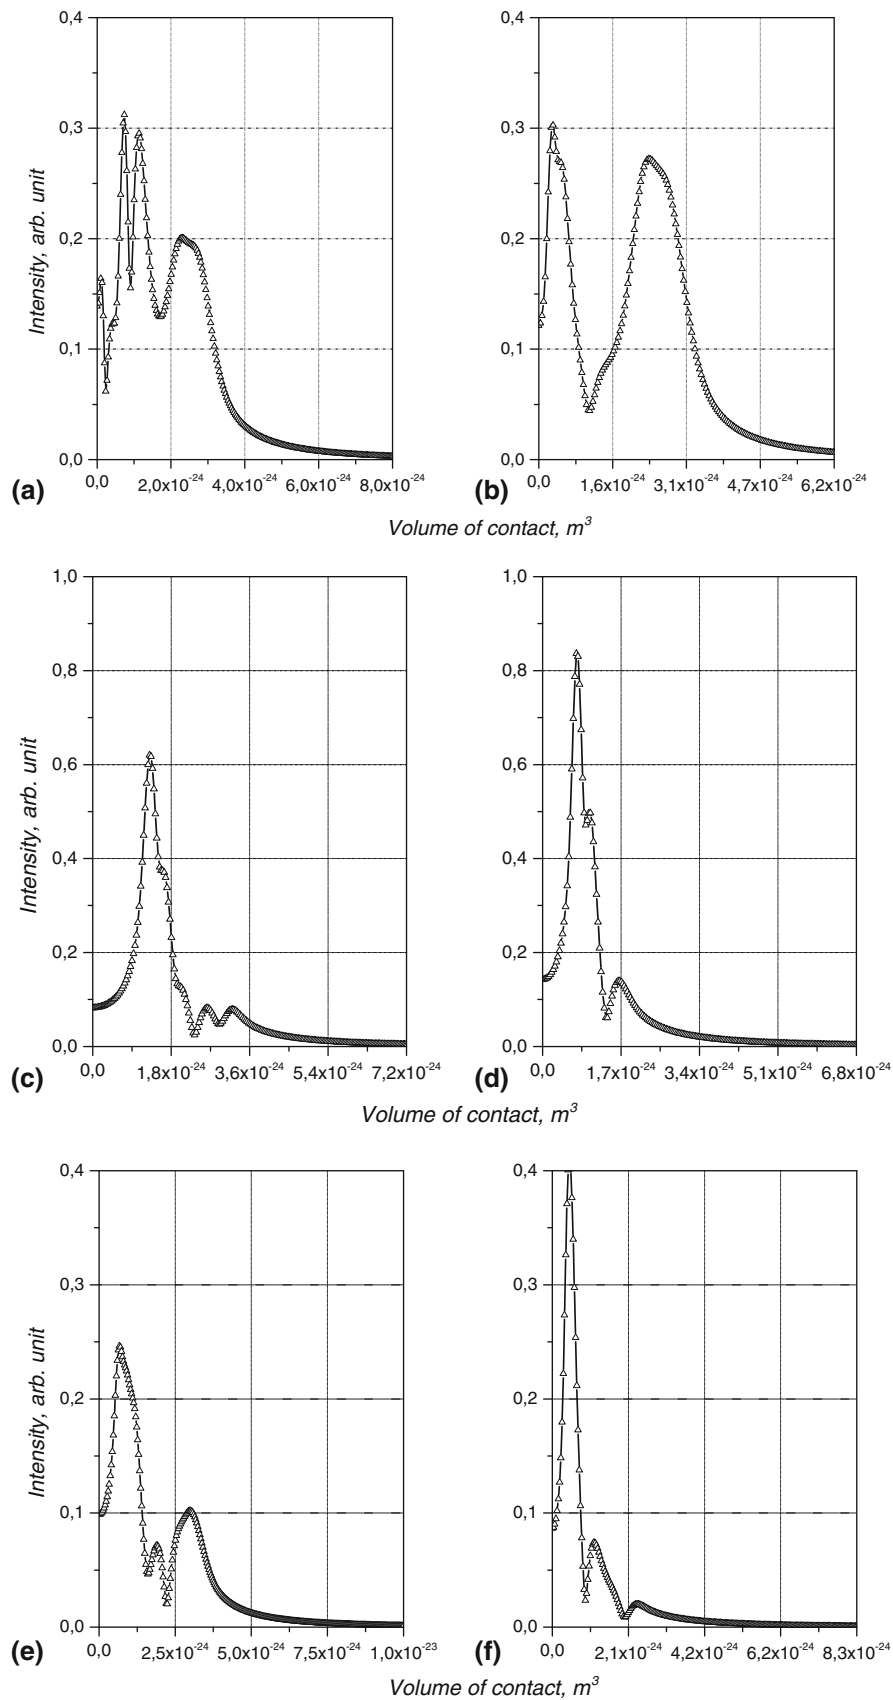 0,4 0,4
0,3 0,3
Intensity, arb. unit
0,2 0,2
0,1 0,1
0,0 0,0
0,0 2,0x10-24 4,0x10-24 6,0x10-24 8,0x10-24 0,0 1,6x10-24 3,1x10-24 4,7x10-24 6,2x10-24
(a) (b)
Volume of contact, m3
1,0 1,0
0,8 0,8
0,6 0,6
Intensity, arb. unit
0,4 0,4
0,2 0,2
0,0 0,0
0,0 1,8x10-24 3,6x10-24 5,4x10-24 7,2x10-24 0,0 1,7x10-24 3,4x10-24 5,1x10-24 6,8x10-24
(c) (d)
Volume of contact, m3
0,4 0,4
0,3 0,3
Intensity, arb. unit
0,2 0,2
0,1 0,1
0,0 0,0
0,0 2,5x10-24 5,0x10-24 7,5x10-24 1,0x10-23 0,0 2,1x10-24 4,2x10-24 6,2x10-24 8,3x10-24
(e) (f)
Volume of contact, m3